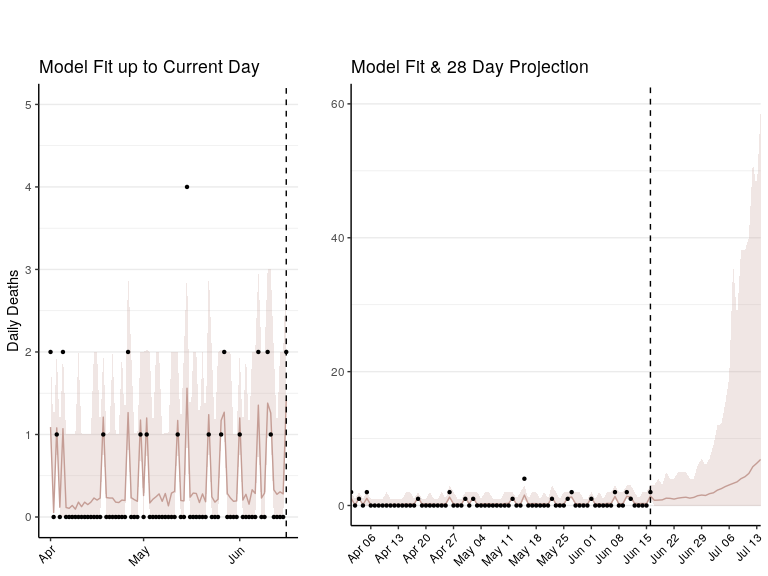 Model Fit up to Current Day
Daily Deaths
5
4
3
2
1
0
Apr
May
Jun
Model Fit & 28 Day Projection
60
40
20
0
Apr 06
Apr 13
Apr 20
Apr 27
May 04
May 11
May 18
May 25
Jun 01
Jun 08
Jun 15
Jun 22
Jun 29
Jul 06
Jul 13